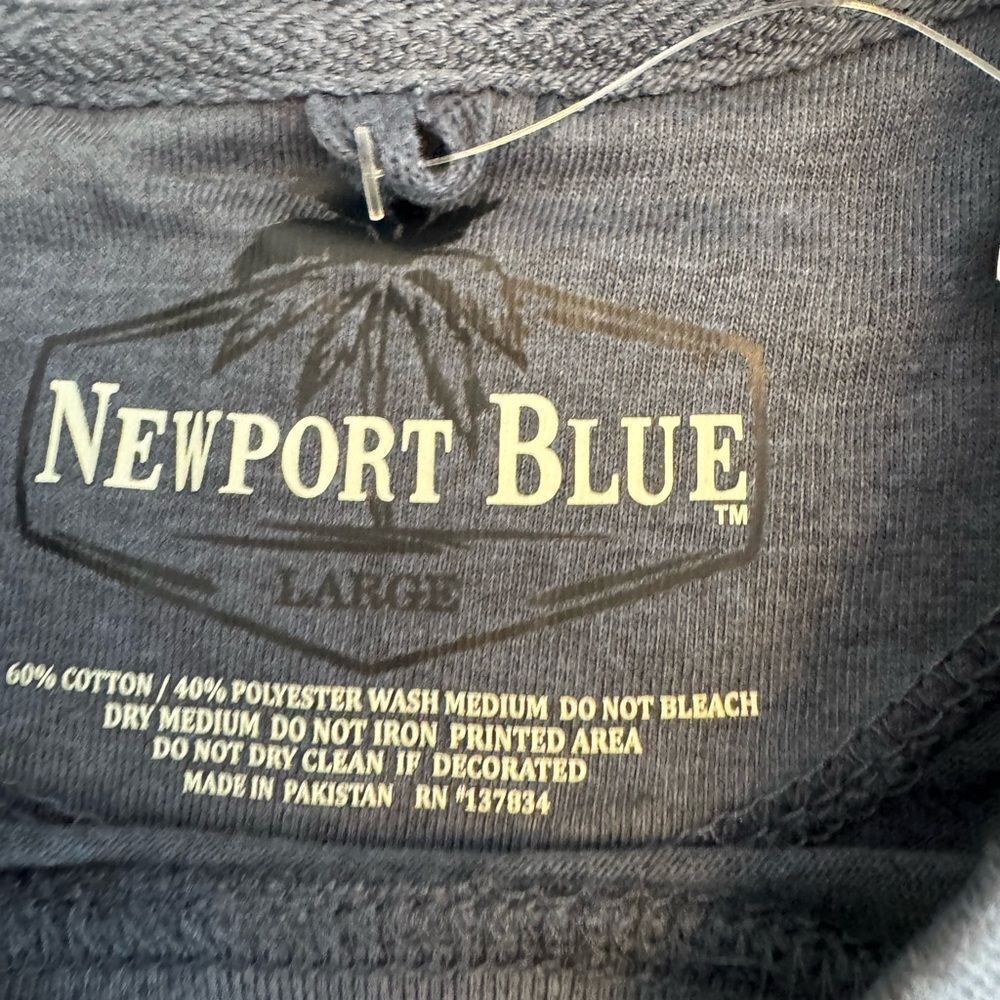 NEWPORT BLUE
TM
LARGE
60% COTTON / 40% POLYESTER WASH MEDIUM DO NOT BLEACH
DRY MEDIUM DO NOT IRON PRINTED AREA
DO NOT DRY CLEAN IF DECORATED
MADE IN PAKISTAN RN #137834